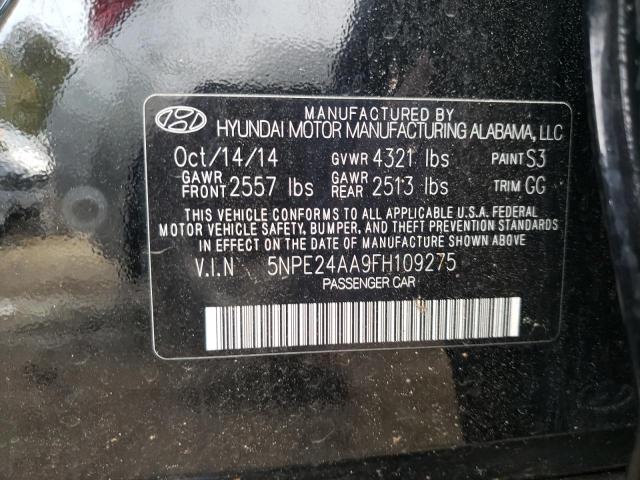 MANUFACTURED BY
HYUNDAI MOTOR MANUFACTURING ALABAMA, LLC
Oct/14/14 GVWR 4321 lbs PAINT S3
GAWR FRONT 2557 lbs GAWR REAR 2513 lbs TRIM GG
THIS VEHICLE CONFORMS TO ALL APPLICABLE U.S.A. FEDERAL
MOTOR VEHICLE SAFETY, BUMPER, AND THEFT PREVENTION STANDARDS
IN EFFECT ON THE DATE OF MANUFACTURE SHOWN ABOVE
V.I.N 5NPE24AA9FH109275
PASSENGER CAR